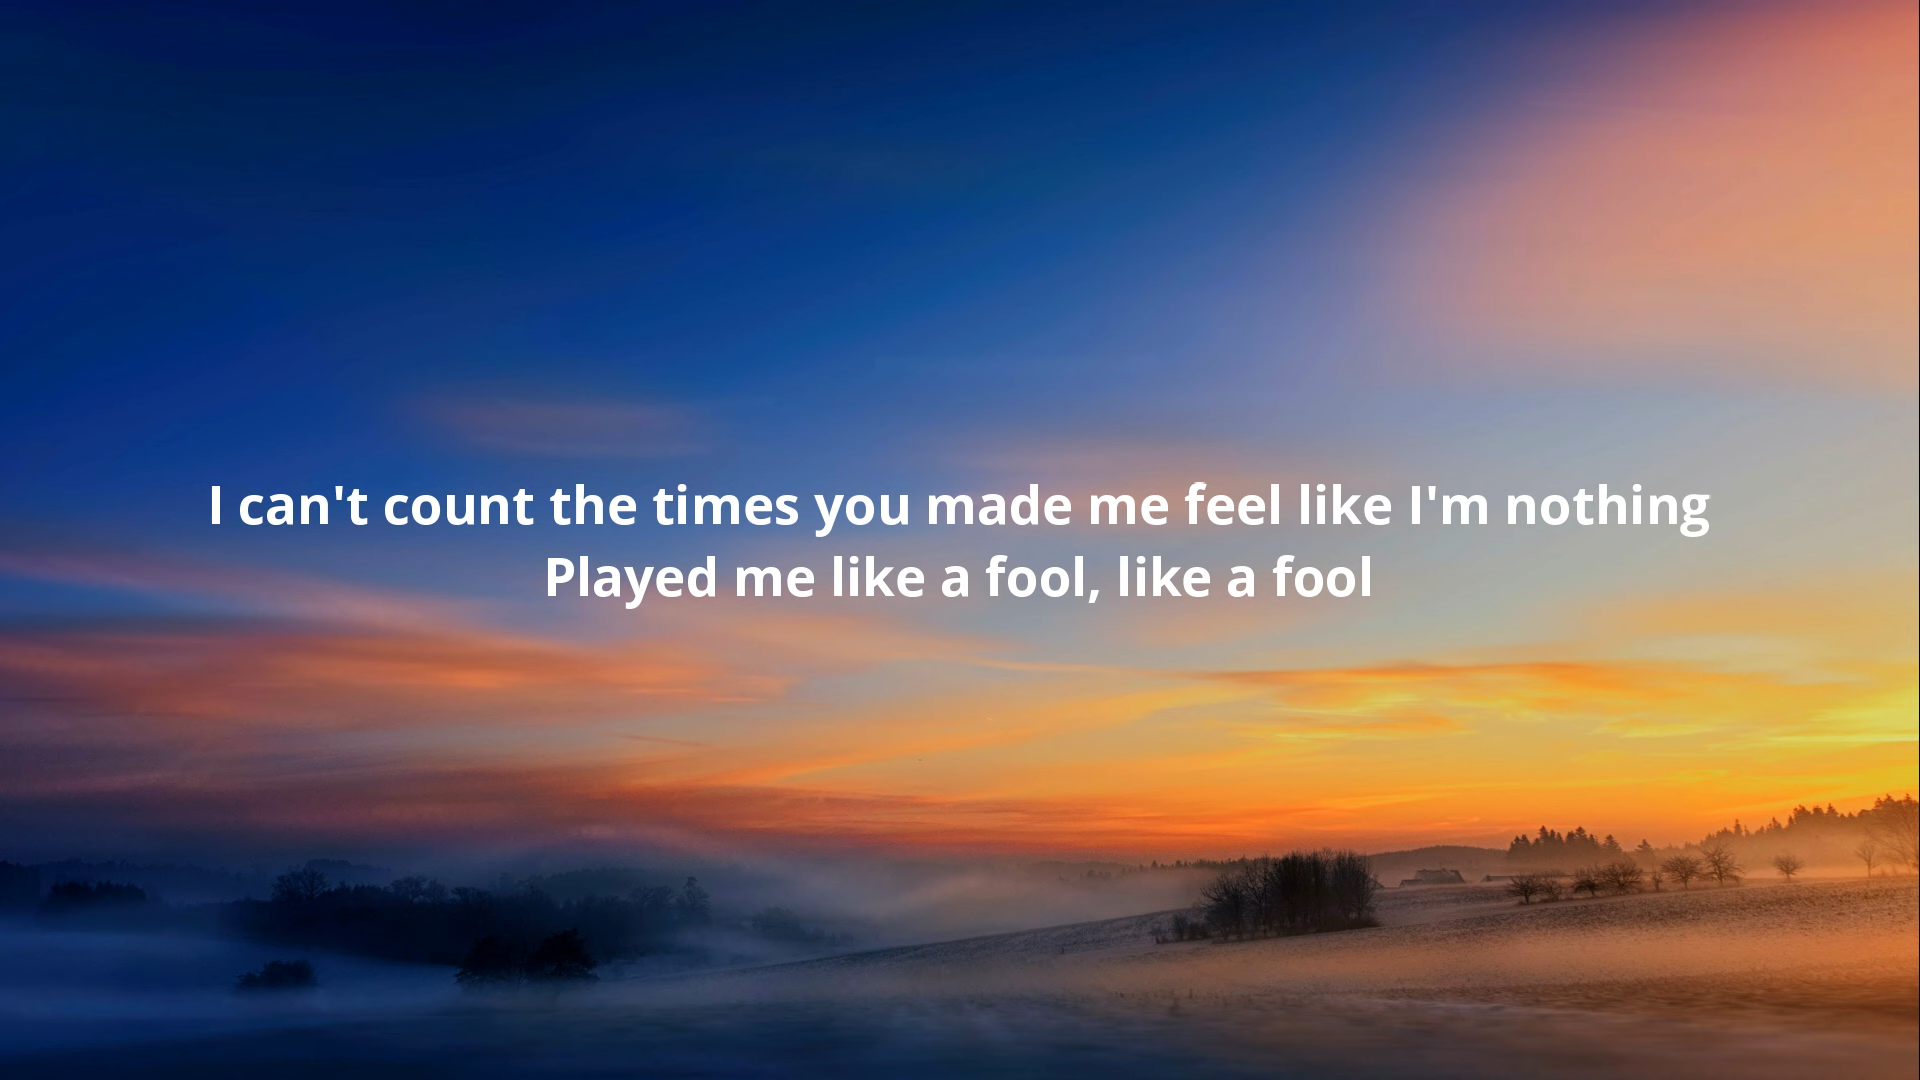 I can't count the times you made me feel like I'm nothing
Played me like a fool, like a fool